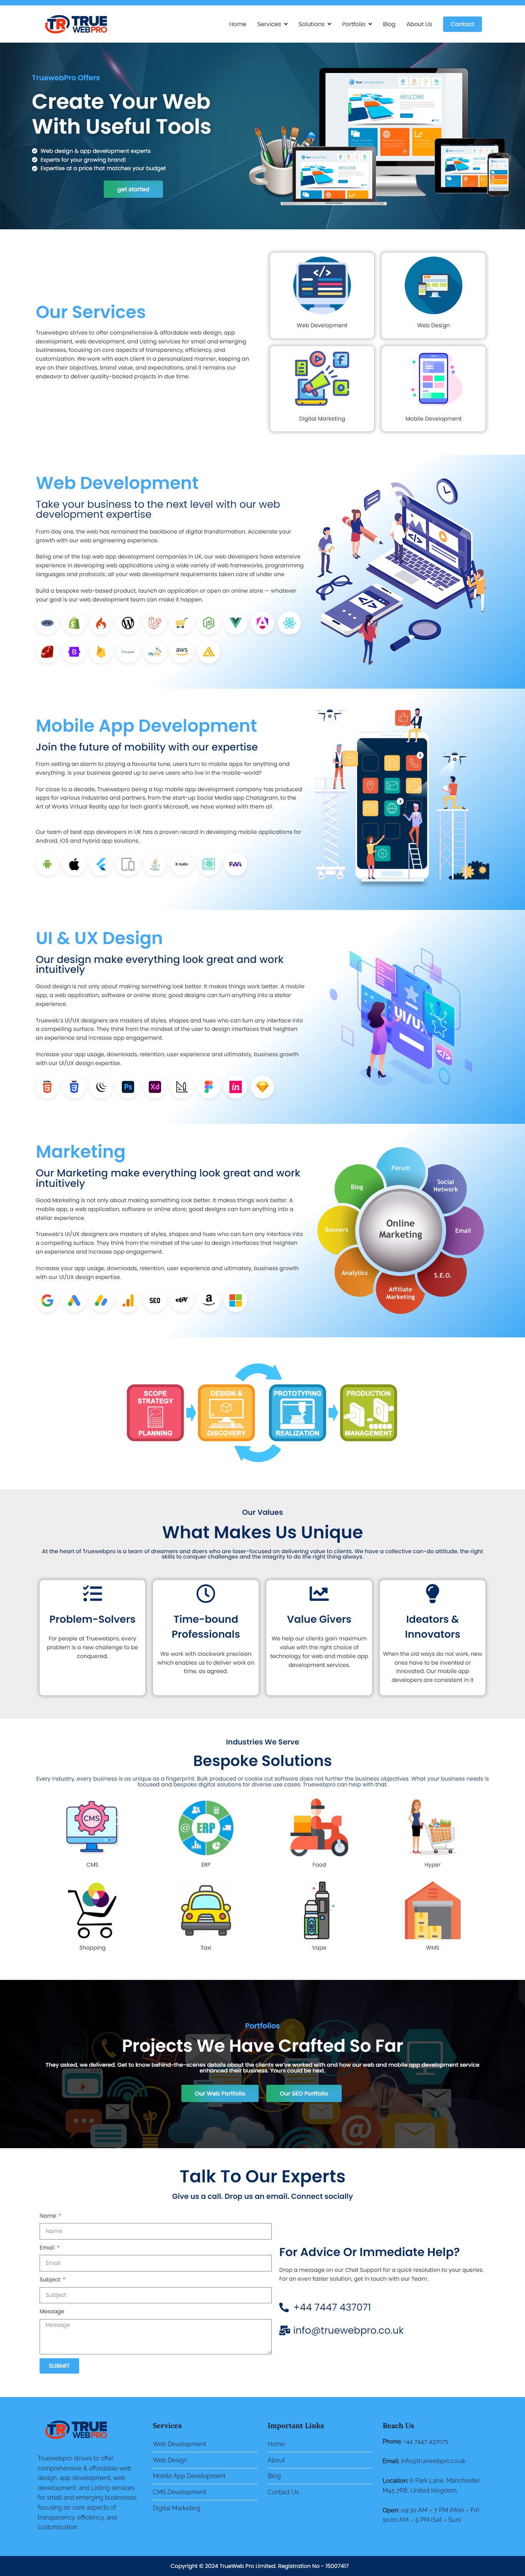 TRUE
WEBPRO
Home Services Solutions Portfolio Blog About Us Contact
TruewebPro Offers
Create Your Web
With Useful Tools
Web design & app development experts
Experts for your growing brand!
Expertise at a price that matches your budget
get started
WELCOME
Our Services
Truewebpro strives to offer comprehensive & affordable web design, app
development, web development, and Listing services for small and emerging
businesses, focusing on core aspects of transparency, efficiency, and
customization. We work with each client in a personalized manner, keeping an
eye on their objectives, brand value, and expectations, and it remains our
endeavor to deliver quality-backed projects in due time.
Web Development
Web Design
Digital Marketing
Mobile Development
Web Development
Take your business to the next level with our web
development expertise
From day one, the web has remained the backbone of digital transformation. Accelerate your
growth with our web engineering experience.
Being one of the top web app development companies in UK, our web developers have extensive
experience in developing web applications using a wide variety of web frameworks, programming
languages and protocols; all your web development requirements taken care of under one
Build a bespoke web-based product, launch an application or open an online store — whatever
your goal is our web development team can make it happen.
php
B
MySQL
aws
Mobile App Development
Join the future of mobility with our expertise
From setting an alarm to playing a favourite tune, users turn to mobile apps for anything and
everything. Is your business geared up to serve users who live in the mobile-world?
For close to a decade, Truewebpro being a top mobile app development company has produced
apps for various industries and partners, from the start-up Social Media app Chatogram, to the
Art of Works Virtual Reality app for tech giant's Microsoft, we have worked with them all.
Our team of best app developers in UK has a proven record in developing mobile applications for
Android, iOS and hybrid app solutions.
PWA
UI & UX Design
Our design make everything look great and work
intuitively
Good design is not only about making something look better. It makes things work better. A mobile
app, a web application, software or online store; good designs can turn anything into a stellar
experience.
Trueweb's UI/UX designers are masters of styles, shapes and hues who can turn any interface into
a compelling surface. They think from the mindset of the user to design interfaces that heighten
an experience and increase app engagement.
Increase your app usage, downloads, retention, user experience and ultimately, business growth
with our UI/UX design expertise.
Ps
Xd
in
UI/UX
Marketing
Our Marketing make everything look great and work
intuitively
Good Marketing is not only about making something look better. It makes things work better. A
mobile app, a web application, software or online store; good designs can turn anything into a
stellar experience.
Trueweb's UI/UX designers are masters of styles, shapes and hues who can turn any interface into
a compelling surface. They think from the mindset of the user to design interfaces that heighten
an experience and increase app engagement.
Increase your app usage, downloads, retention, user experience and ultimately, business growth
with our UI/UX design expertise.
SEO
ebay
Forum
Social
Network
Email
S.E.O.
Affiliate
Marketing
Analytics
Banners
Blog
Online
Marketing
SCOPE
STRATEGY
PLANNING
DESIGN &
DISCOVERY
PROTOTYPING
REALIZATION
PRODUCTION
MANAGEMENT
Our Values
What Makes Us Unique
At the heart of Truewebpro is a team of dreamers and doers who are laser-focused on delivering value to clients. We have a collective can-do attitude, the right
skills to conquer challenges and the integrity to do the right thing always.
Problem-Solvers
For people at Truewebpro, every
problem is a new challenge to be
conquered.
Time-bound
Professionals
We work with clockwork precision
which enables us to deliver work on
time, as agreed.
Value Givers
We help our clients gain maximum
value with the right choice of
technology for web and mobile app
development services.
Ideators &
Innovators
When the old ways do not work, new
ones have to be invented or
innovated. Our mobile app
developers are consistent in it
Industries We Serve
Bespoke Solutions
Every industry, every business is as unique as a fingerprint. Bulk produced or cookie cut software does not further the business objectives. What your business needs is
focused and bespoke digital solutions for diverse use cases. Truewebpro can help with that.
CMS
ERP
CMS
ERP
Food
Hyper
Shopping
Taxi
Vape
WMS
Portfolios
Projects We Have Crafted So Far
They asked, we delivered. Get to know behind-the-scenes details about the clients we've worked with and how our web and mobile app development service
enhanced their business. Yours could be next.
Our Web Portfolio
Our SEO Portfolio
Talk To Our Experts
Give us a call. Drop us an email. Connect socially
Name *
Name
Email *
Email
Subject *
Subject
Message
Message
SUBMIT
For Advice Or Immediate Help?
Drop a message on our Chat Support for a quick resolution to your queries.
For an even faster solution, get in touch with our Team.
+44 7447 437071
info@truewebpro.co.uk
TRUE
WEBPRO
Truewebpro strives to offer
comprehensive & affordable web
design, app development, web
development, and Listing services
for small and emerging businesses,
focusing on core aspects of
transparency, efficiency, and
customization.
Services
Web Development
Web Design
Mobile App Development
CMS Development
Digital Marketing
Important Links
Home
About
Blog
Contact Us
Reach Us
Phone: +44 7447 437071
Email: info@truewebpro.co.uk
Location: 6 Park Lane, Manchester,
M45 7PB, United Kingdom
Open: 09:30 AM – 7 PM (Mon – Fri)
10:00 AM – 5 PM (Sat – Sun)
Copyright © 2024 TrueWeb Pro Limited. Registration No - 15007417